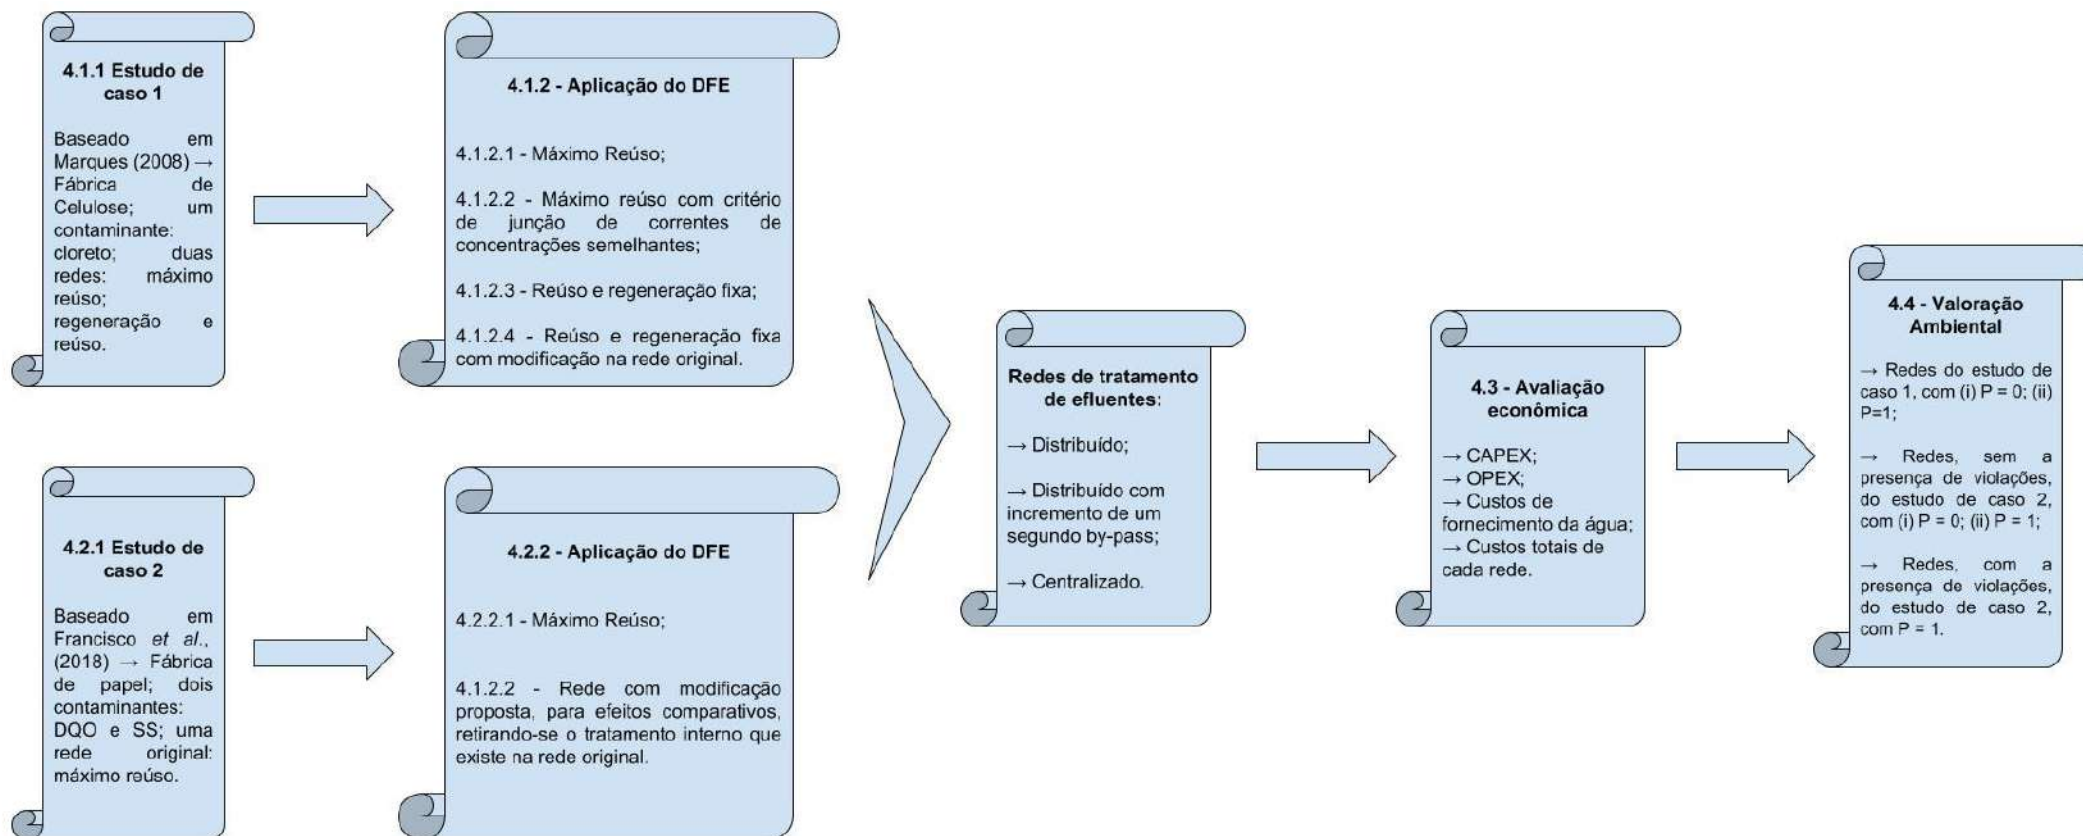 4.1.1 Estudo de
caso 1
Baseado em
Marques (2008) →
Fábrica de
Celulose; um
contaminante:
cloreto; duas
redes: máximo
reúso;
regeneração e
reúso.
4.1.2 - Aplicação do DFE
4.1.2.1 - Máximo Reúso;
4.1.2.2 - Máximo reúso com critério
de junção de correntes de
concentrações semelhantes;
4.1.2.3 - Reúso e regeneração fixa;
4.1.2.4 - Reúso e regeneração fixa
com modificação na rede original.
4.2.1 Estudo de
caso 2
Baseado em
Francisco et al.,
(2018) → Fábrica
de papel; dois
contaminantes:
DQO e SS; uma
rede original:
máximo reúso.
4.2.2 - Aplicação do DFE
4.2.2.1 - Máximo Reúso;
4.1.2.2 - Rede com modificação
proposta, para efeitos comparativos,
retirando-se o tratamento interno que
existe na rede original.
Redes de tratamento
de efluentes:
→ Distribuído;
→ Distribuído com
incremento de um
segundo by-pass;
→ Centralizado.
4.3 - Avaliação
econômica
→ CAPEX;
→ OPEX;
→ Custos de
fornecimento da água;
→ Custos totais de
cada rede.
4.4 - Valoração
Ambiental
→ Redes do estudo de
caso 1, com (i) P = 0; (ii)
P=1;
→ Redes, sem a
presença de violações,
do estudo de caso 2,
com (i) P = 0; (ii) P = 1;
→ Redes, com a
presença de violações,
do estudo de caso 2,
com P = 1.